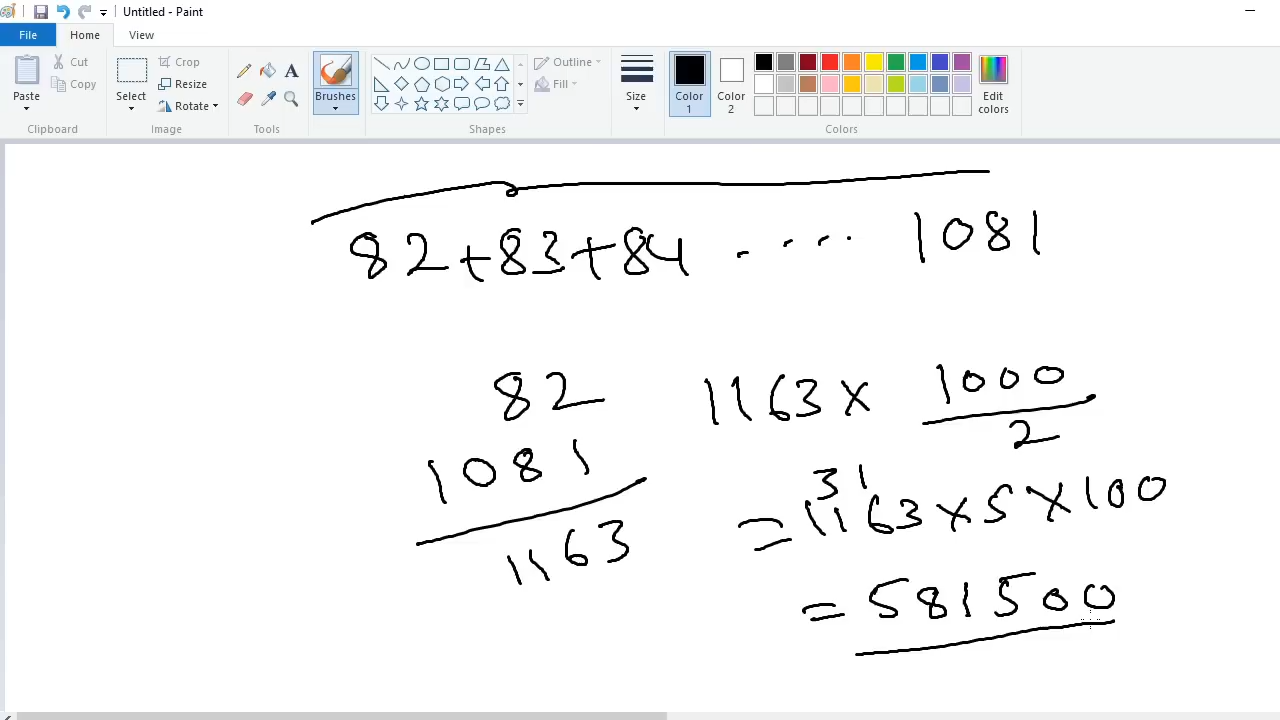 Untitled - Paint
File Home View
Paste Cut Copy Clipboard
Select Crop Resize Rotate Image
A Tools
Brushes
Outline Fill Shapes
Size
Color 1 Color 2 Edit colors Colors
82+83+84 ..... 1081
82
1081
1163
1163 × 1000
2
3 1
= 1163 × 5 × 100
= 581500